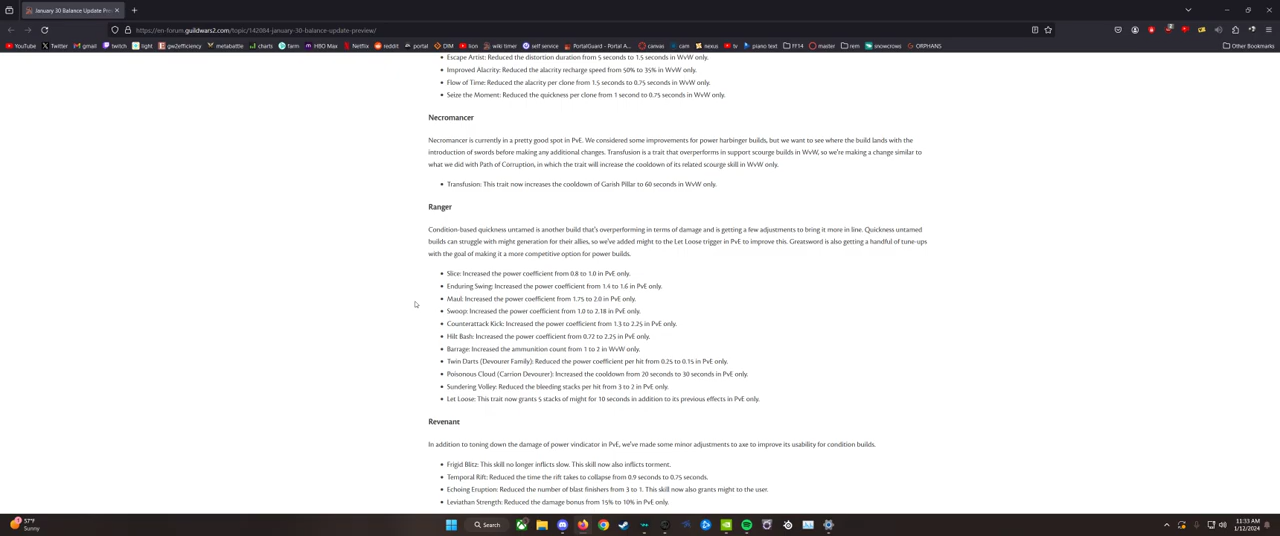 January 30 Balance Update Pre
https://en-forum.guildwars2.com/topic/142084-january-30-balance-update-preview/
YouTube Twitter gmail twitch light gw2efficiency metabattle charts farm HBO Max Netflix reddit portal DIM lion wiki timer self service PortalGuard - Portal A... canvas cam nexus tv piano text FF14 master rem snowcrows ORPHANS Other Bookmarks
Escape Artist: Reduced the distortion duration from 5 seconds to 1.5 seconds in WvW only.
Improved Alacrity: Reduced the alacrity recharge speed from 50% to 35% in WvW only.
Flow of Time: Reduced the alacrity per clone from 1.5 seconds to 0.75 seconds in WvW only.
Seize the Moment: Reduced the quickness per clone from 1 second to 0.75 seconds in WvW only.
Necromancer
Necromancer is currently in a pretty good spot in PvE. We considered some improvements for power harbinger builds, but we want to see where the build lands with the
introduction of swords before making any additional changes. Transfusion is a trait that overperforms in support scourge builds in WvW, so we're making a change similar to
what we did with Path of Corruption, in which the trait will increase the cooldown of its related scourge skill in WvW only.
Transfusion: This trait now increases the cooldown of Garish Pillar to 60 seconds in WvW only.
Ranger
Condition-based quickness untamed is another build that's overperforming in terms of damage and is getting a few adjustments to bring it more in line. Quickness untamed
builds can struggle with might generation for their allies, so we've added might to the Let Loose trigger in PvE to improve this. Greatsword is also getting a handful of tune-ups
with the goal of making it a more competitive option for power builds.
Slice: Increased the power coefficient from 0.8 to 1.0 in PvE only.
Enduring Swing: Increased the power coefficient from 1.4 to 1.6 in PvE only.
Maul: Increased the power coefficient from 1.75 to 2.0 in PvE only.
Swoop: Increased the power coefficient from 1.0 to 2.18 in PvE only.
Counterattack Kick: Increased the power coefficient from 1.3 to 2.25 in PvE only.
Hilt Bash: Increased the power coefficient from 0.72 to 2.25 in PvE only.
Barrage: Increased the ammunition count from 1 to 2 in WvW only.
Twin Darts (Devourer Family): Reduced the power coefficient per hit from 0.25 to 0.15 in PvE only.
Poisonous Cloud (Carrion Devourer): Increased the cooldown from 20 seconds to 30 seconds in PvE only.
Sundering Volley: Reduced the bleeding stacks per hit from 3 to 2 in PvE only.
Let Loose: This trait now grants 5 stacks of might for 10 seconds in addition to its previous effects in PvE only.
Revenant
In addition to toning down the damage of power vindicator in PvE, we've made some minor adjustments to axe to improve its usability for condition builds.
Frigid Blitz: This skill no longer inflicts slow. This skill now also inflicts torment.
Temporal Rift: Reduced the time the rift takes to collapse from 0.9 seconds to 0.75 seconds.
Echoing Eruption: Reduced the number of blast finishers from 3 to 1. This skill now also grants might to the user.
Leviathan Strength: Reduced the damage bonus from 15% to 10% in PvE only.
57°F
Sunny
Search
11:33 AM
1/12/2024